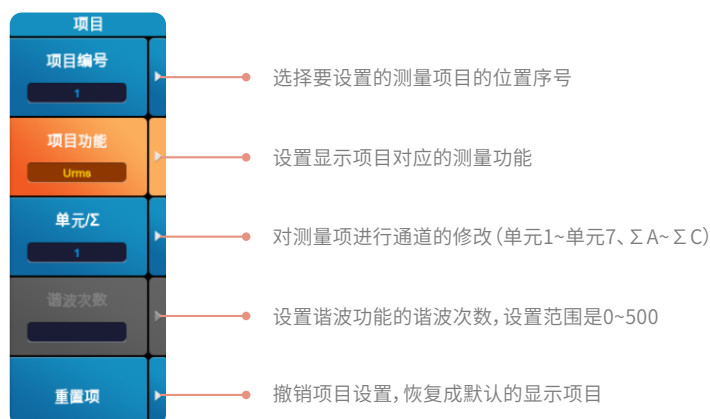 项目
项目编号
1
选择要设置的测量项目的位置序号
项目功能
Urms
设置显示项目对应的测量功能
单元/Σ
1
对测量项进行通道的修改(单元1~单元7、ΣA~ΣC)
谐波次数
设置谐波功能的谐波次数,设置范围是0~500
重置项
撤销项目设置,恢复成默认的显示项目